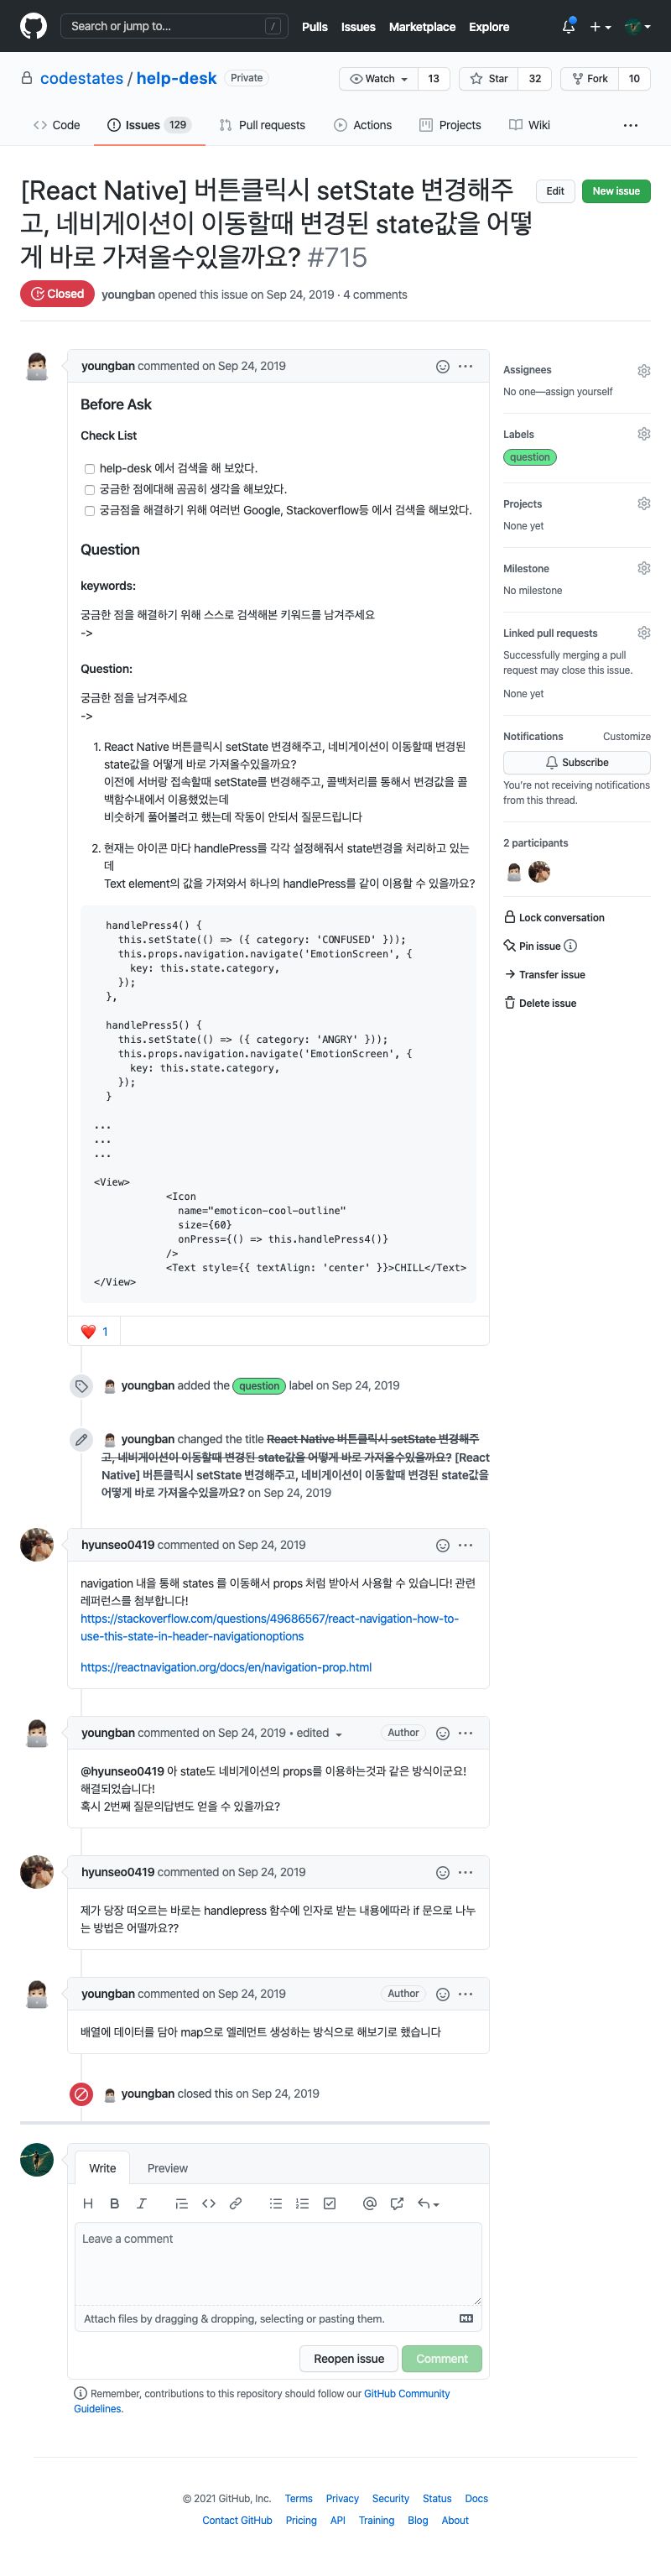 Search or jump to... /
Pulls Issues Marketplace Explore
codestates / help-desk Private
Watch 13 Star 32 Fork 10
Code Issues 129 Pull requests Actions Projects Wiki ...
[React Native] 버튼클릭시 setState 변경해주
고, 네비게이션이 이동할때 변경된 state값을 어떻
게 바로 가져올수있을까요? #715
Edit New issue
Closed youngban opened this issue on Sep 24, 2019 · 4 comments
youngban commented on Sep 24, 2019
Before Ask
Check List
help-desk 에서 검색을 해 보았다.
궁금한 점에대해 곰곰히 생각을 해보았다.
궁금점을 해결하기 위해 여러번 Google, Stackoverflow등 에서 검색을 해보았다.
Question
keywords:
궁금한 점을 해결하기 위해 스스로 검색해본 키워드를 남겨주세요
->
Question:
궁금한 점을 남겨주세요
->
1. React Native 버튼클릭시 setState 변경해주고, 네비게이션이 이동할때 변경된
state값을 어떻게 바로 가져올수있을까요?
이전에 서버랑 접속할때 setState를 변경해주고, 콜백처리를 통해서 변경값을 콜
백함수내에서 이용했었는데
비슷하게 풀어볼려고 했는데 작동이 안되서 질문드립니다
2. 현재는 아이콘 마다 handlePress를 각각 설정해줘서 state변경을 처리하고 있는
데
Text element의 값을 가져와서 하나의 handlePress를 같이 이용할 수 있을까요?
handlePress4() {
this.setState(() => ({ category: 'CONFUSED' }));
this.props.navigation.navigate('EmotionScreen', {
key: this.state.category,
});
},
handlePress5() {
this.setState(() => ({ category: 'ANGRY' }));
this.props.navigation.navigate('EmotionScreen', {
key: this.state.category,
});
}
...
...
...
<View>
<Icon
name="emoticon-cool-outline"
size={60}
onPress={() => this.handlePress4()}
/>
<Text style={{ textAlign: 'center' }}>CHILL</Text>
</View>
❤️ 1
Assignees
No one—assign yourself
Labels
question
Projects
None yet
Milestone
No milestone
Linked pull requests
Successfully merging a pull
request may close this issue.
None yet
Notifications Customize
Subscribe
You're not receiving notifications
from this thread.
2 participants
Lock conversation
Pin issue
Transfer issue
Delete issue
youngban added the question label on Sep 24, 2019
youngban changed the title React Native 버튼클릭시 setState 변경해주
고, 네비게이션이 이동할때 변경된 state값을 어떻게 바로 가져올수있을까요? [React
Native] 버튼클릭시 setState 변경해주고, 네비게이션이 이동할때 변경된 state값을
어떻게 바로 가져올수있을까요? on Sep 24, 2019
hyunseo0419 commented on Sep 24, 2019
navigation 내을 통해 states 를 이동해서 props 처럼 받아서 사용할 수 있습니다! 관련
레퍼런스를 첨부합니다!
https://stackoverflow.com/questions/49686567/react-navigation-how-to-
use-this-state-in-header-navigationoptions
https://reactnavigation.org/docs/en/navigation-prop.html
youngban commented on Sep 24, 2019 • edited Author
@hyunseo0419 아 state도 네비게이션의 props를 이용하는것과 같은 방식이군요!
해결되었습니다!
혹시 2번째 질문의답변도 얻을 수 있을까요?
hyunseo0419 commented on Sep 24, 2019
제가 당장 떠오르는 바로는 handlepress 함수에 인자로 받는 내용에따라 if 문으로 나누
는 방법은 어떨까요??
youngban commented on Sep 24, 2019 Author
배열에 데이터를 담아 map으로 엘레먼트 생성하는 방식으로 해보기로 했습니다
youngban closed this on Sep 24, 2019
Write Preview
H B I
Leave a comment
Attach files by dragging & dropping, selecting or pasting them.
Reopen issue Comment
Remember, contributions to this repository should follow our GitHub Community
Guidelines.
© 2021 GitHub, Inc. Terms Privacy Security Status Docs
Contact GitHub Pricing API Training Blog About